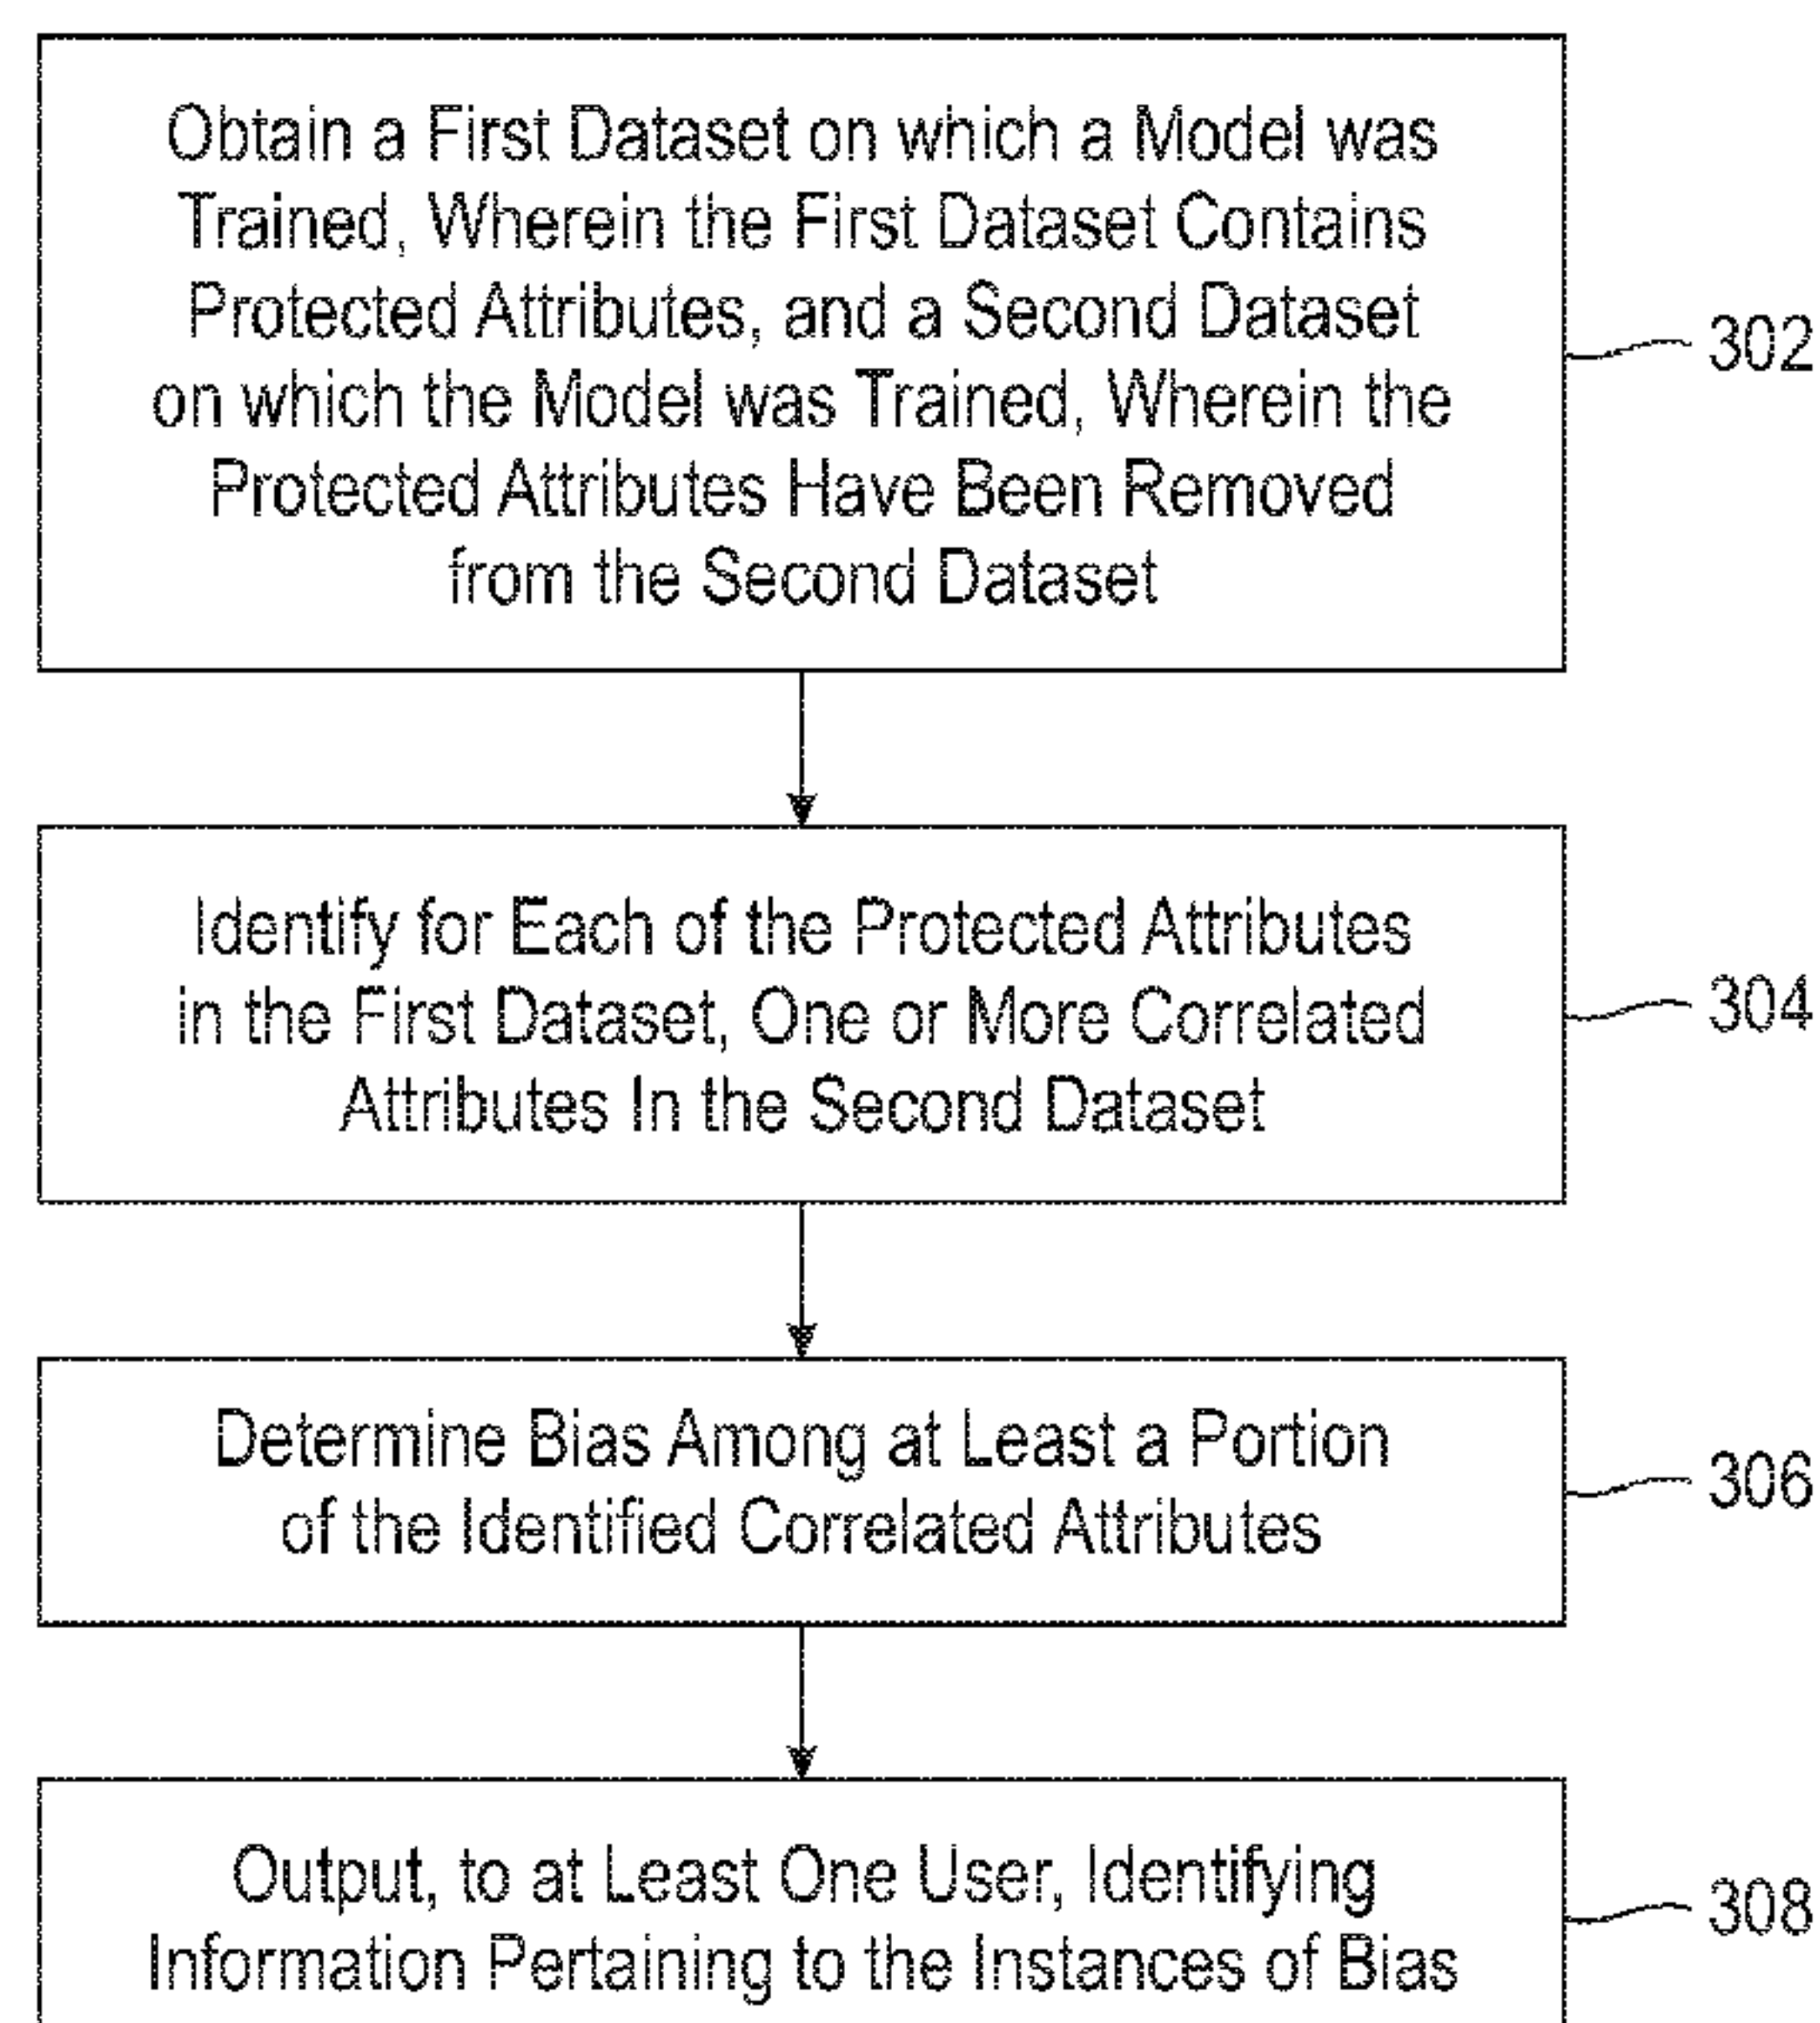 Obtain a First Dataset on which a Model was
Trained, Wherein the First Dataset Contains
Protected Attributes, and a Second Dataset
on which the Model was Trained, Wherein the
Protected Attributes Have Been Removed
from the Second Dataset
302
Identify for Each of the Protected Attributes
in the First Dataset, One or More Correlated
Attributes In the Second Dataset
304
Determine Bias Among at Least a Portion
of the Identified Correlated Attributes
306
Output, to at Least One User, Identifying
Information Pertaining to the Instances of Bias
308